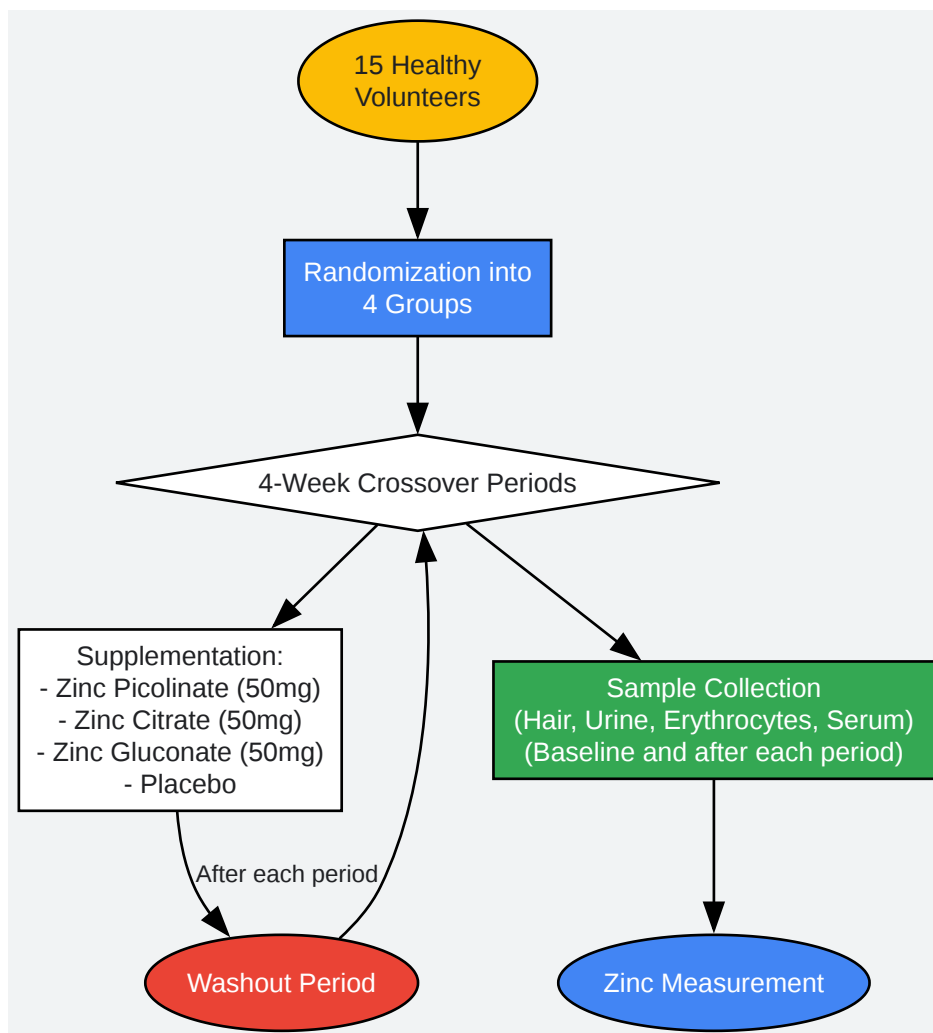 15 Healthy
Volunteers
Randomization into
4 Groups
4-Week Crossover Periods
Supplementation:
- Zinc Picolinate (50mg)
- Zinc Citrate (50mg)
- Zinc Gluconate (50mg)
- Placebo
Sample Collection
(Hair, Urine, Erythrocytes, Serum)
(Baseline and after each period)
After each period
Washout Period
Zinc Measurement